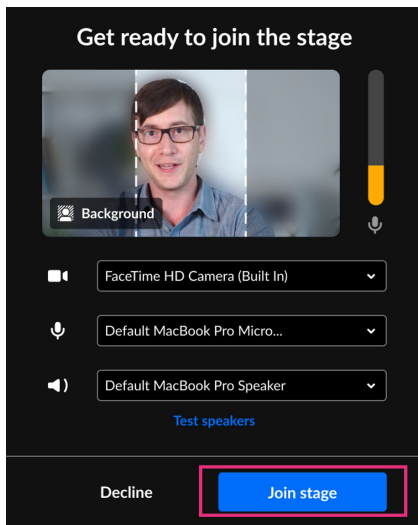 Get ready to join the stage
Background
FaceTime HD Camera (Built In)
Default MacBook Pro Micro...
Default MacBook Pro Speaker
Test speakers
Decline
Join stage